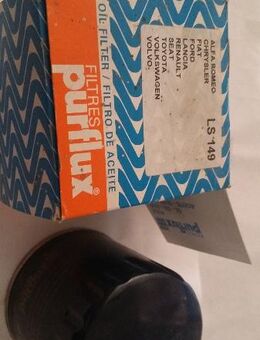 OIL FILTER / FILTRO DE ACEITE
FILTRES
purflux®
ALFA ROMEO
CHRYSLER
FIAT
FORD
LANCIA
RENAULT
SEAT
TOYOTA
VOLKSWAGEN
VOLVO
LS 149
purflux